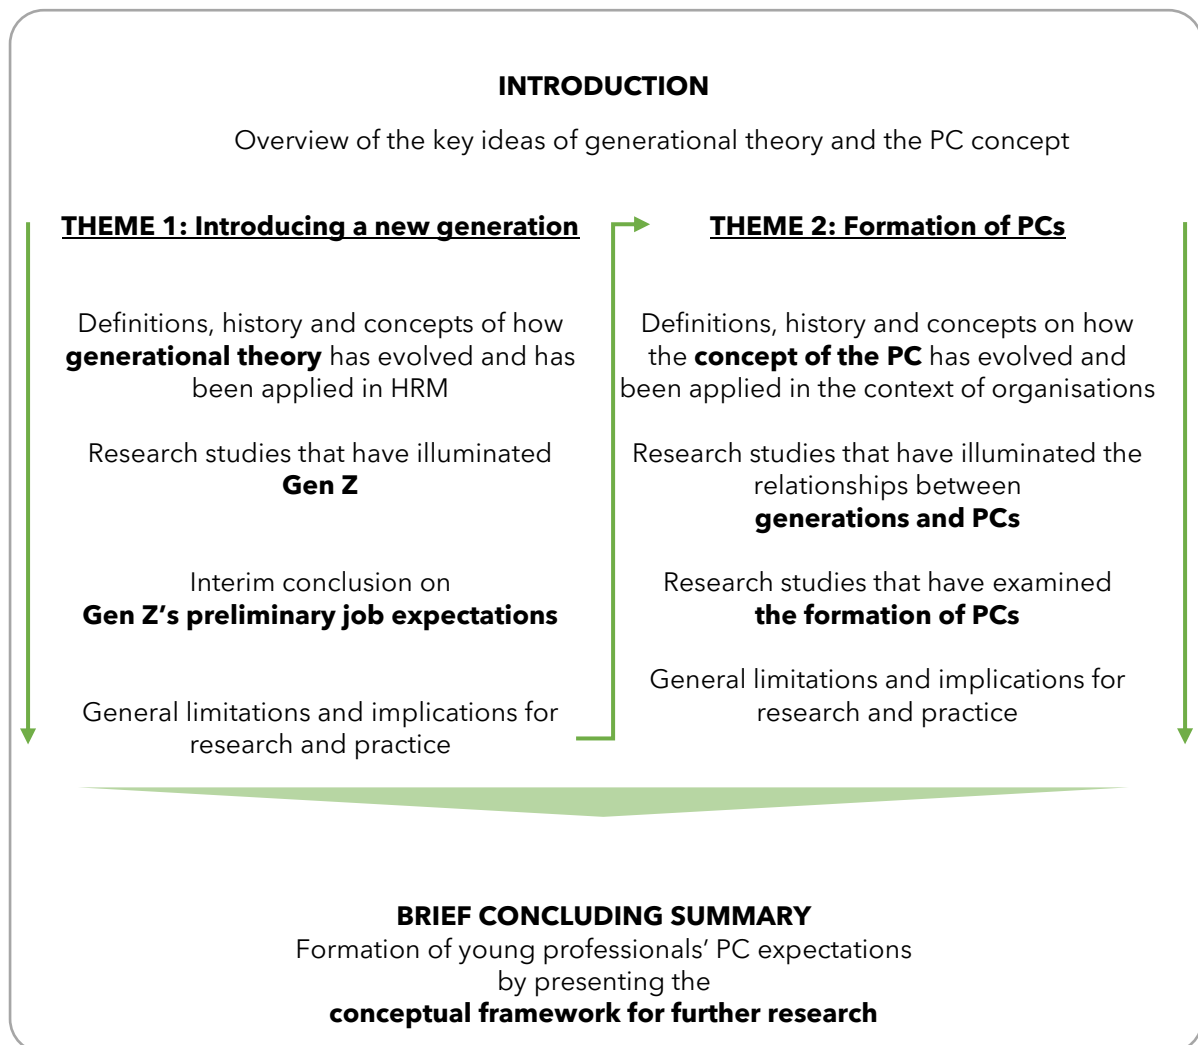 INTRODUCTION
Overview of the key ideas of generational theory and the PC concept
THEME 1: Introducing a new generation
Definitions, history and concepts of how
generational theory has evolved and has
been applied in HRM
Research studies that have illuminated
Gen Z
Interim conclusion on
Gen Z’s preliminary job expectations
General limitations and implications for
research and practice
THEME 2: Formation of PCs
Definitions, history and concepts on how
the concept of the PC has evolved and
been applied in the context of organisations
Research studies that have illuminated the
relationships between
generations and PCs
Research studies that have examined
the formation of PCs
General limitations and implications for
research and practice
BRIEF CONCLUDING SUMMARY
Formation of young professionals’ PC expectations
by presenting the
conceptual framework for further research